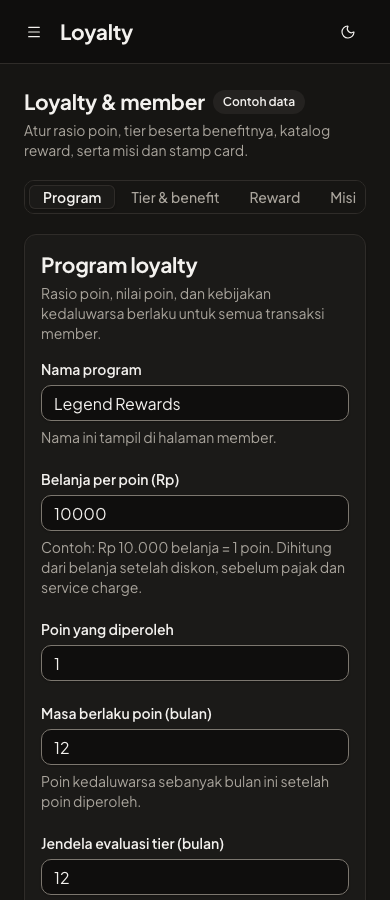 Loyalty
Loyalty & member
Contoh data
Atur rasio poin, tier beserta benefitnya, katalog
reward, serta misi dan stamp card.
Program
Tier & benefit
Reward
Misi
Program loyalty
Rasio poin, nilai poin, dan kebijakan
kedaluwarsa berlaku untuk semua transaksi
member.
Nama program
Legend Rewards
Nama ini tampil di halaman member.
Belanja per poin (Rp)
10000
Contoh: Rp 10.000 belanja = 1 poin. Dihitung
dari belanja setelah diskon, sebelum pajak dan
service charge.
Poin yang diperoleh
1
Masa berlaku poin (bulan)
12
Poin kedaluwarsa sebanyak bulan ini setelah
poin diperoleh.
Jendela evaluasi tier (bulan)
12